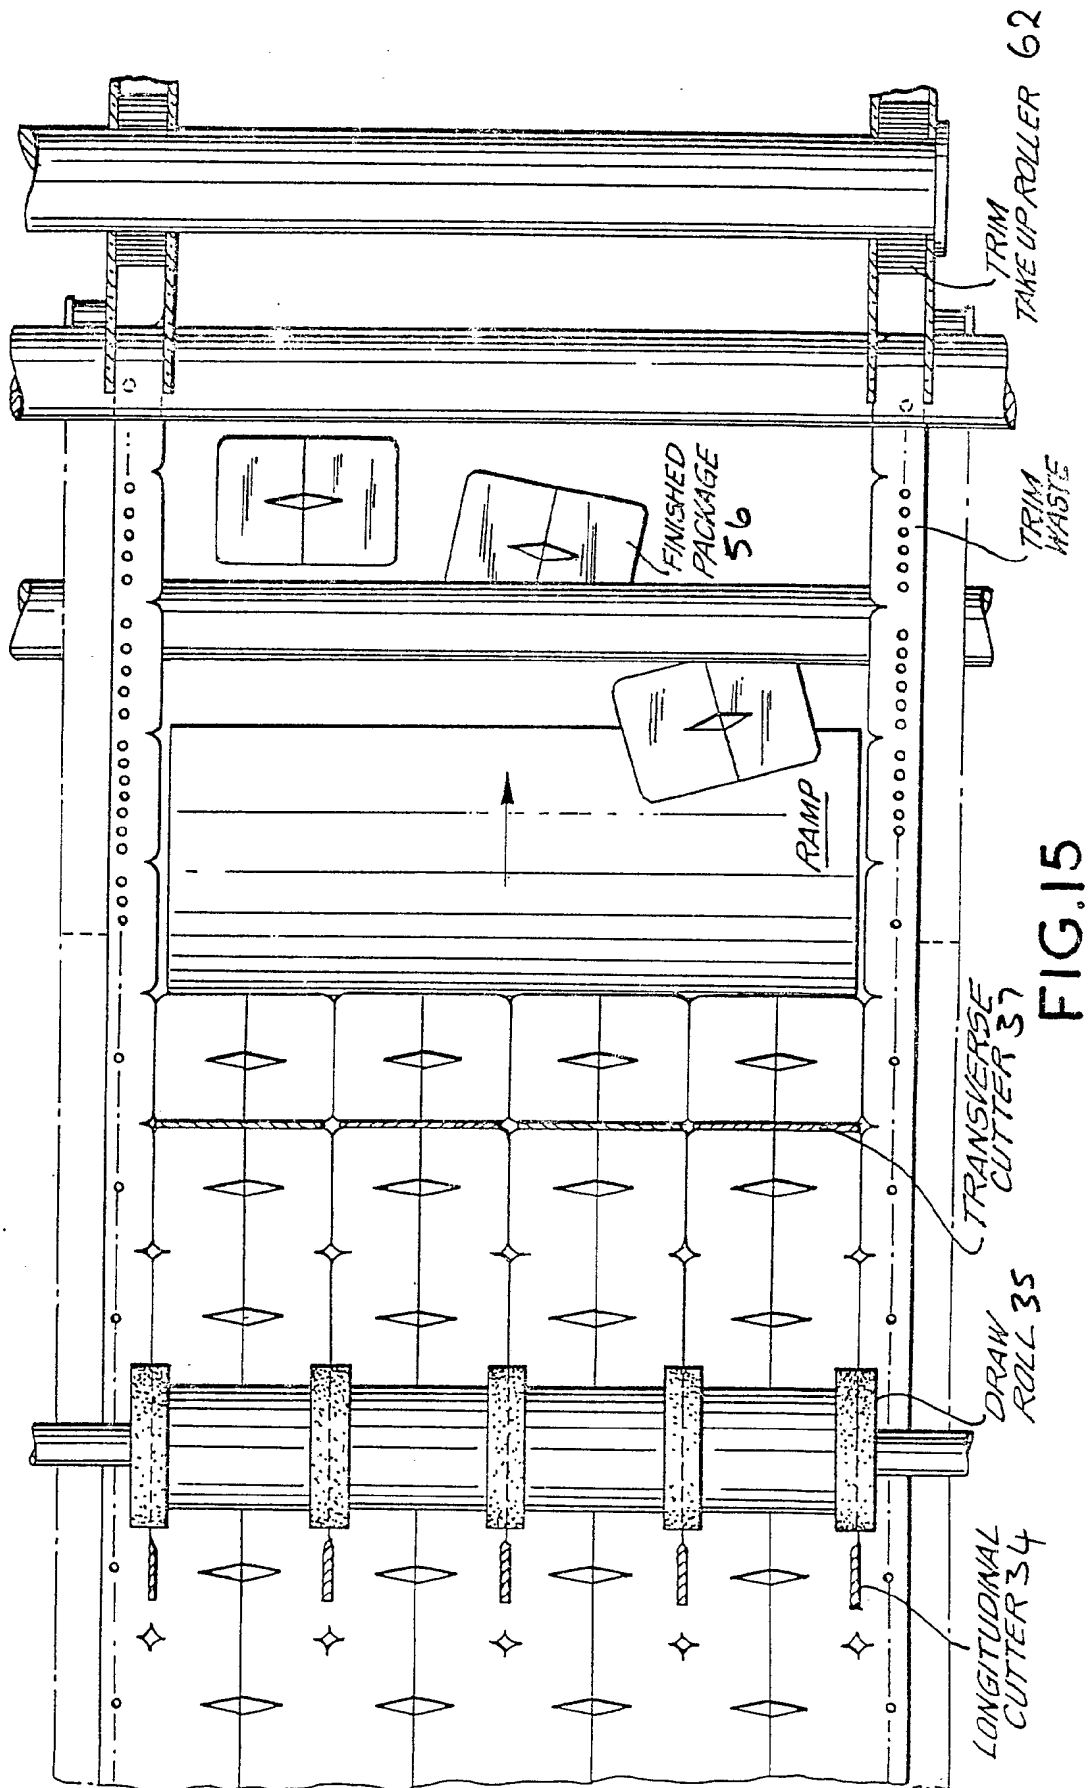 LONGITUDINAL
CUTTER 34
DRAW
ROLL 35
TRANSVERSE
CUTTER 37
RAMP
FINISHED
PACKAGE
56
TRIM
WASTE
TRIM
TAKE UP ROLLER 62
FIG.15